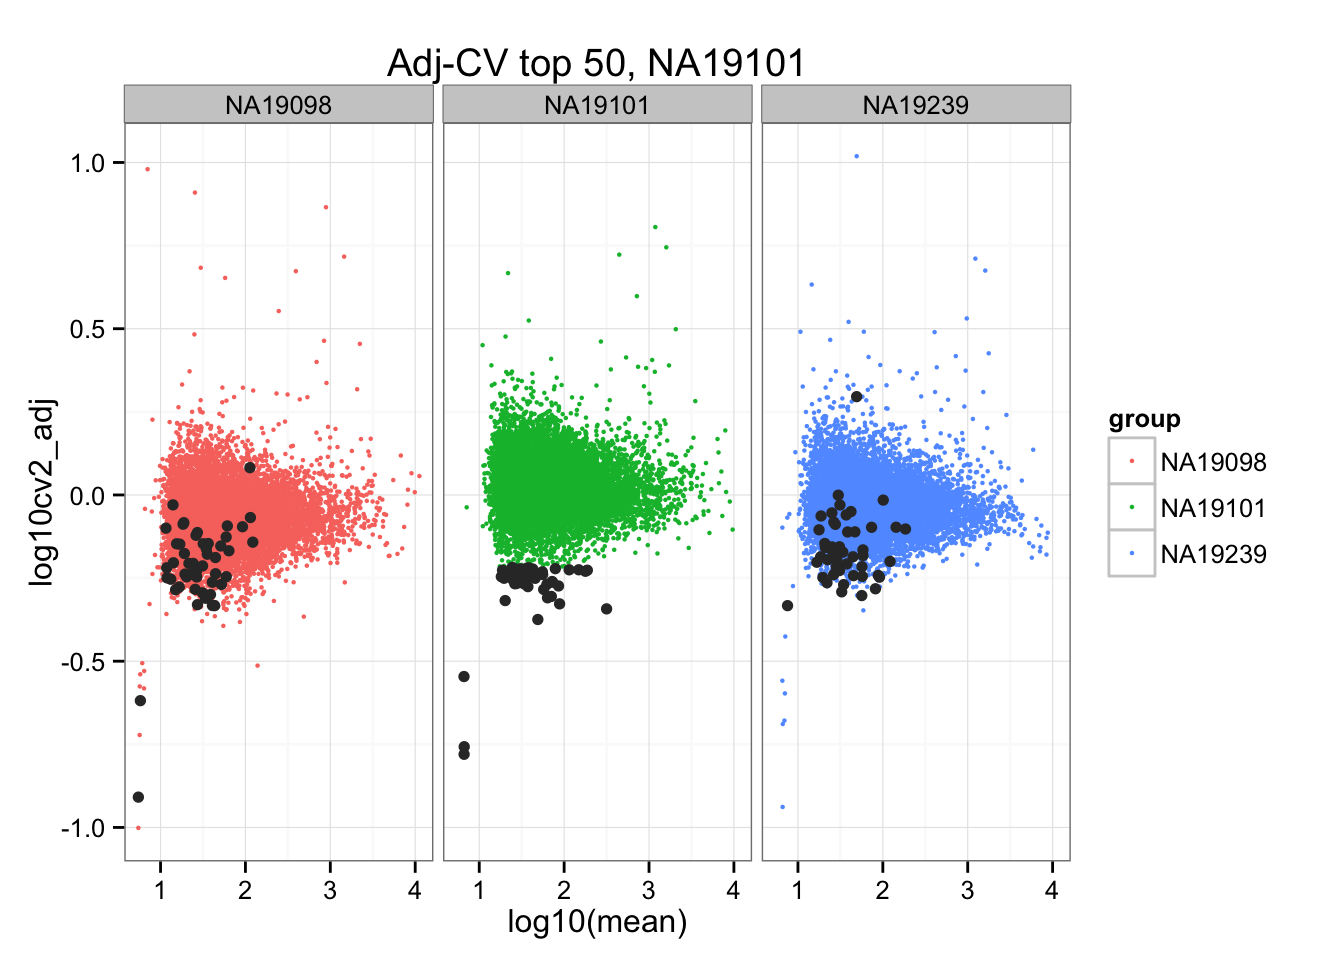 Adj-CV top 50, NA19101
NA19098 NA19101 NA19239
1.0
0.5
0.0
-0.5
-1.0
log10cv2_adj
1 2 3 4 1 2 3 4 1 2 3 4
log10(mean)
group
NA19098
NA19101
NA19239